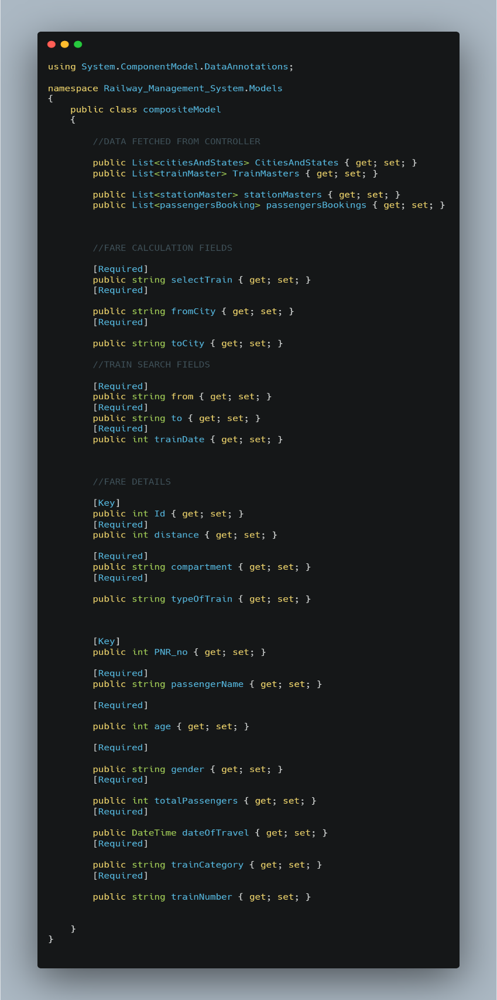 using System.ComponentModel.DataAnnotations;
namespace Railway_Management_System.Models
{
    public class compositeModel
    {
        //DATA FETCHED FROM CONTROLLER
        public List<citiesAndStates> CitiesAndStates { get; set; }
        public List<trainMaster> TrainMasters { get; set; }
        public List<stationMaster> stationMasters { get; set; }
        public List<passengersBooking> passengersBookings { get; set; }
        //FARE CALCULATION FIELDS
        [Required]
        public string selectTrain { get; set; }
        [Required]
        public string fromCity { get; set; }
        [Required]
        public string toCity { get; set; }
        //TRAIN SEARCH FIELDS
        [Required]
        public string from { get; set; }
        [Required]
        public string to { get; set; }
        [Required]
        public int trainDate { get; set; }
        //FARE DETAILS
        [Key]
        public int Id { get; set; }
        [Required]
        public int distance { get; set; }
        [Required]
        public string compartment { get; set; }
        [Required]
        public string typeOfTrain { get; set; }
        [Key]
        public int PNR_no { get; set; }
        [Required]
        public string passengerName { get; set; }
        [Required]
        public int age { get; set; }
        [Required]
        public string gender { get; set; }
        [Required]
        public int totalPassengers { get; set; }
        [Required]
        public DateTime dateOfTravel { get; set; }
        [Required]
        public string trainCategory { get; set; }
        [Required]
        public string trainNumber { get; set; }
    }
}